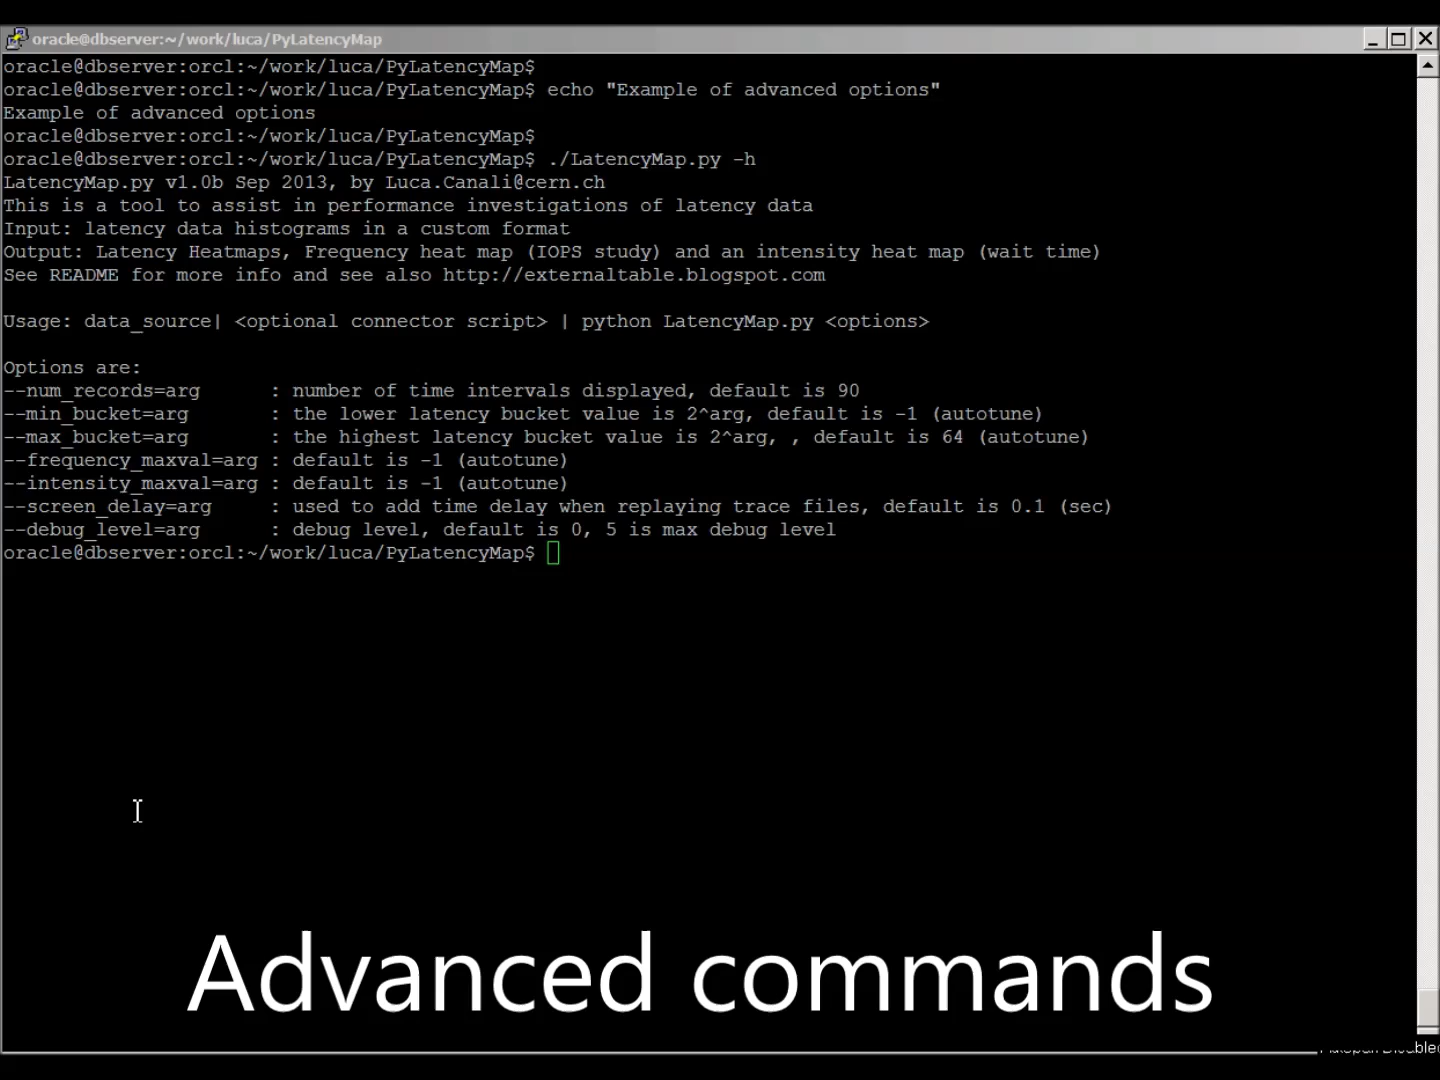 oracle@dbserver:~/work/luca/PyLatencyMap
oracle@dbserver:orcl:~/work/luca/PyLatencyMap$
oracle@dbserver:orcl:~/work/luca/PyLatencyMap$ echo "Example of advanced options"
Example of advanced options
oracle@dbserver:orcl:~/work/luca/PyLatencyMap$
oracle@dbserver:orcl:~/work/luca/PyLatencyMap$ ./LatencyMap.py -h
LatencyMap.py v1.0b Sep 2013, by Luca.Canali@cern.ch
This is a tool to assist in performance investigations of latency data
Input: latency data histograms in a custom format
Output: Latency Heatmaps, Frequency heat map (IOPS study) and an intensity heat map (wait time)
See README for more info and see also http://externaltable.blogspot.com
Usage: data_source| <optional connector script> | python LatencyMap.py <options>
Options are:
--num_records=arg      : number of time intervals displayed, default is 90
--min_bucket=arg       : the lower latency bucket value is 2^arg, default is -1 (autotune)
--max_bucket=arg       : the highest latency bucket value is 2^arg, , default is 64 (autotune)
--frequency_maxval=arg : default is -1 (autotune)
--intensity_maxval=arg : default is -1 (autotune)
--screen_delay=arg     : used to add time delay when replaying trace files, default is 0.1 (sec)
--debug_level=arg      : debug level, default is 0, 5 is max debug level
oracle@dbserver:orcl:~/work/luca/PyLatencyMap$
Advanced commands